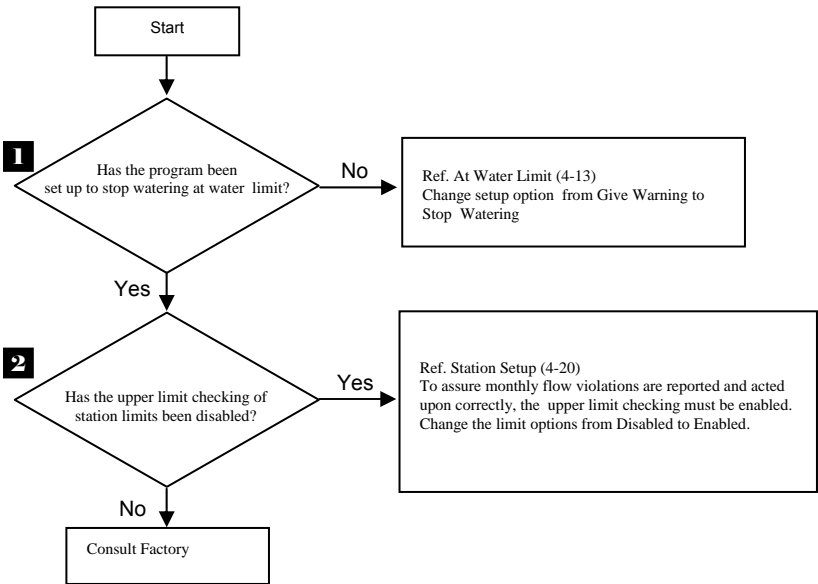 Start
1
Has the program been
set up to stop watering at water limit?
No
Ref. At Water Limit (4-13)
Change setup option from Give Warning to
Stop Watering
Yes
2
Has the upper limit checking of
station limits been disabled?
Yes
Ref. Station Setup (4-20)
To assure monthly flow violations are reported and acted
upon correctly, the upper limit checking must be enabled.
Change the limit options from Disabled to Enabled.
No
Consult Factory